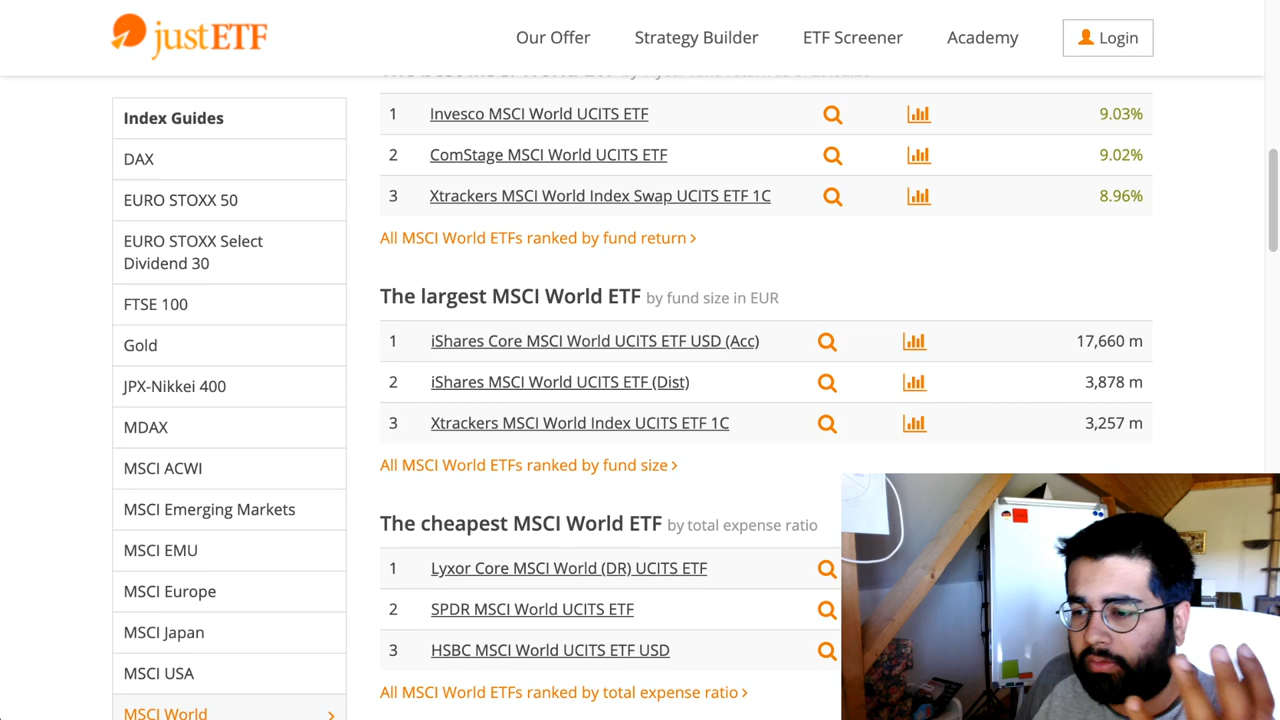 justETF
Our Offer
Strategy Builder
ETF Screener
Academy
Login
Index Guides
DAX
EURO STOXX 50
EURO STOXX Select
Dividend 30
FTSE 100
Gold
JPX-Nikkei 400
MDAX
MSCI ACWI
MSCI Emerging Markets
MSCI EMU
MSCI Europe
MSCI Japan
MSCI USA
MSCI World
1 Invesco MSCI World UCITS ETF 9.03%
2 ComStage MSCI World UCITS ETF 9.02%
3 Xtrackers MSCI World Index Swap UCITS ETF 1C 8.96%
All MSCI World ETFs ranked by fund return
The largest MSCI World ETF by fund size in EUR
1 iShares Core MSCI World UCITS ETF USD (Acc) 17,660 m
2 iShares MSCI World UCITS ETF (Dist) 3,878 m
3 Xtrackers MSCI World Index UCITS ETF 1C 3,257 m
All MSCI World ETFs ranked by fund size
The cheapest MSCI World ETF by total expense ratio
1 Lyxor Core MSCI World (DR) UCITS ETF
2 SPDR MSCI World UCITS ETF
3 HSBC MSCI World UCITS ETF USD
All MSCI World ETFs ranked by total expense ratio